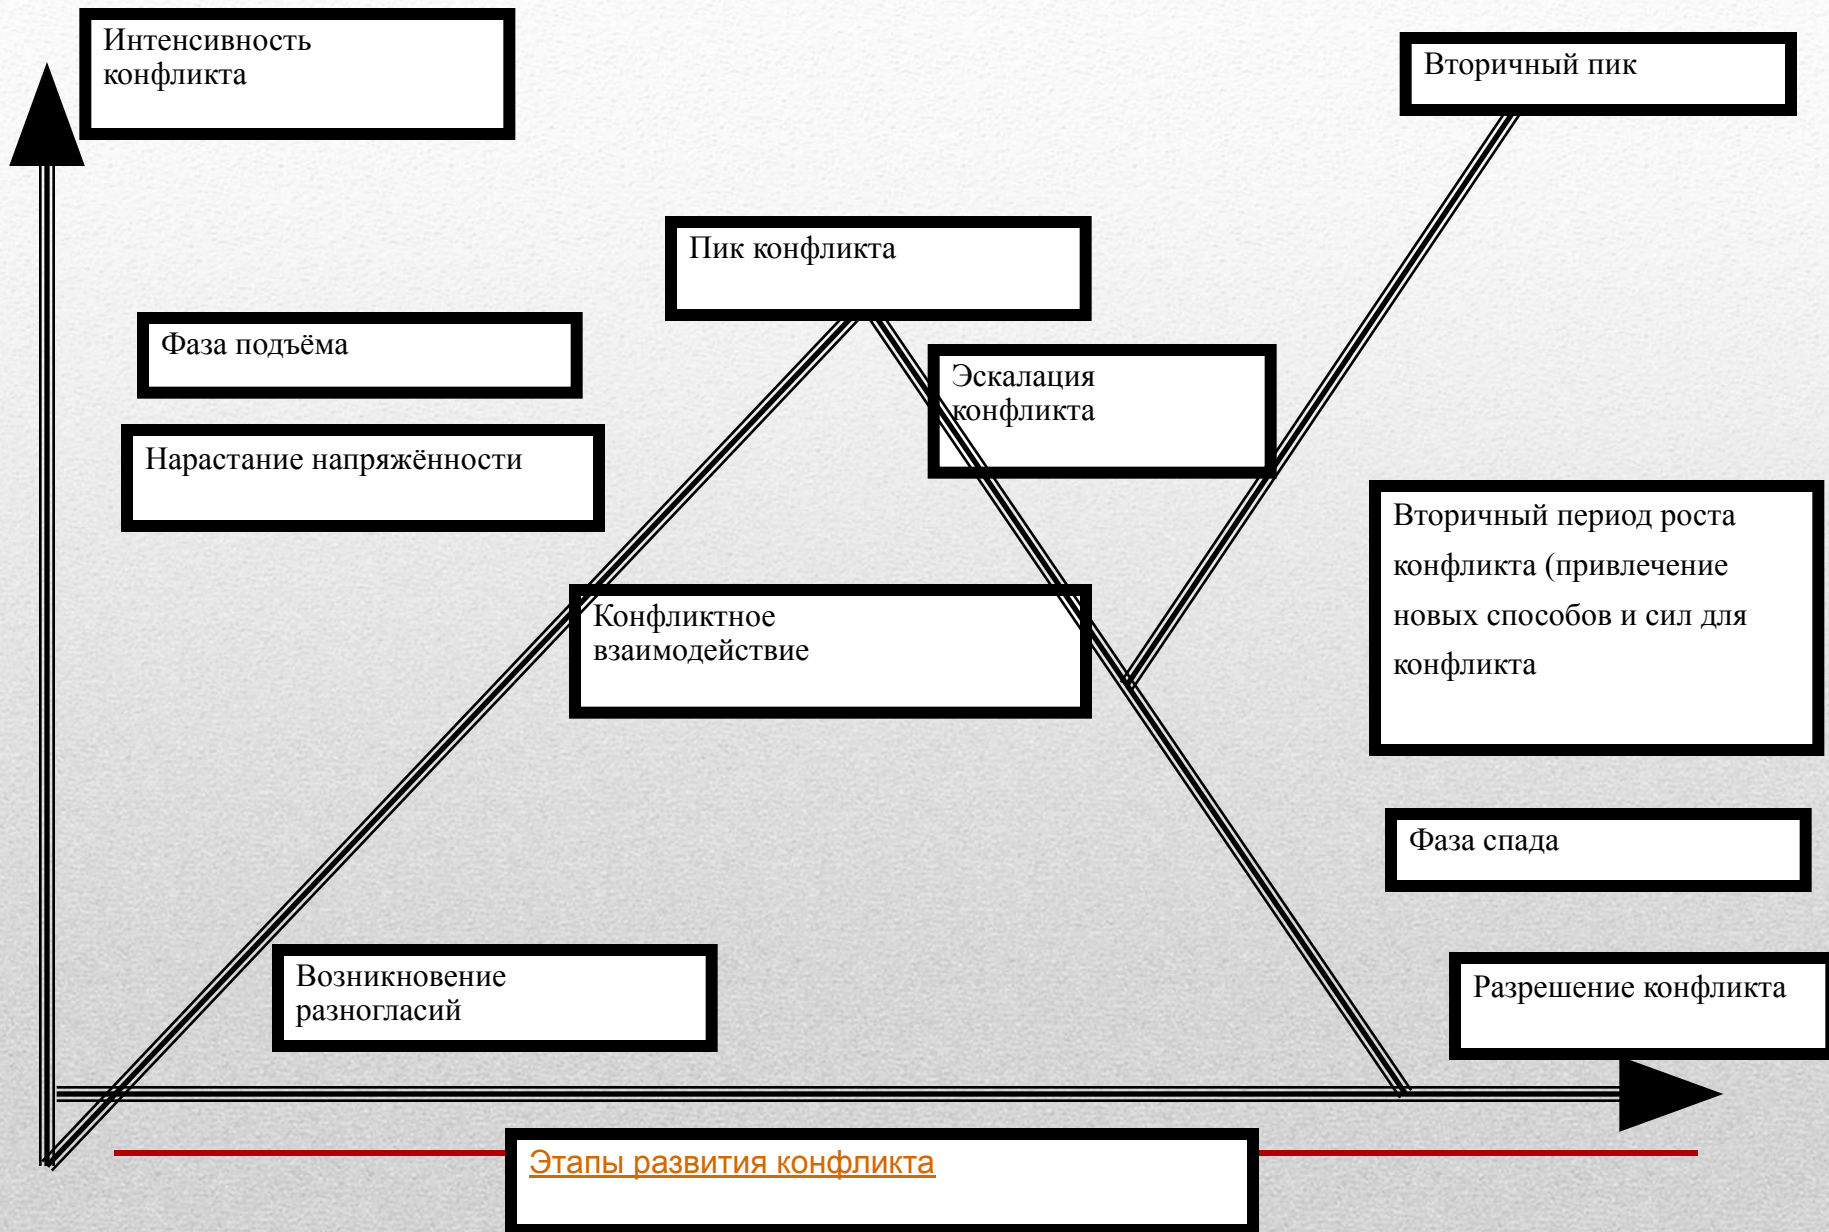 Интенсивность
конфликта
Вторичный пик
Пик конфликта
Фаза подъёма
Эскалация
конфликта
Нарастание напряжённости
Вторичный период роста
конфликта (привлечение
новых способов и сил для
конфликта
Конфликтное
взаимодействие
Фаза спада
Возникновение
разногласий
Разрешение конфликта
Этапы развития конфликта